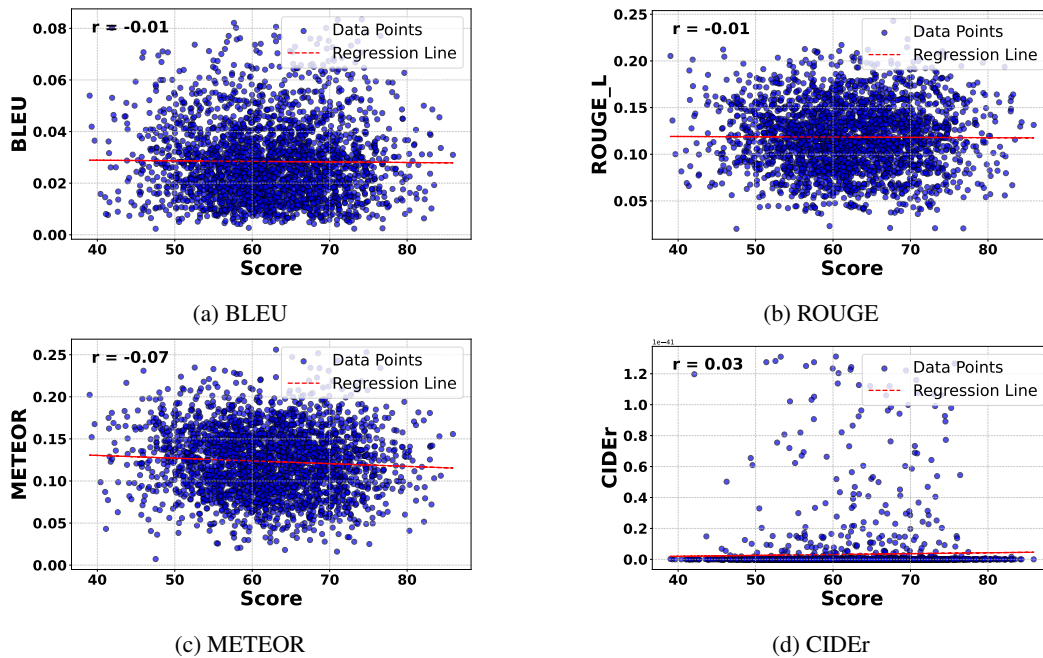 r = -0.01
Data Points
Regression Line
0.08
0.06
0.04
0.02
0.00
BLEU
40 50 60 70 80
Score
(a) BLEU
r = -0.01
Data Points
Regression Line
0.25
0.20
0.15
0.10
0.05
ROUGE_L
40 50 60 70 80
Score
(b) ROUGE
r = -0.07
Data Points
Regression Line
0.25
0.20
0.15
0.10
0.05
0.00
METEOR
40 50 60 70 80
Score
(c) METEOR
1e-41
r = 0.03
Data Points
Regression Line
1.2
1.0
0.8
0.6
0.4
0.2
0.0
CIDEr
40 50 60 70 80
Score
(d) CIDEr